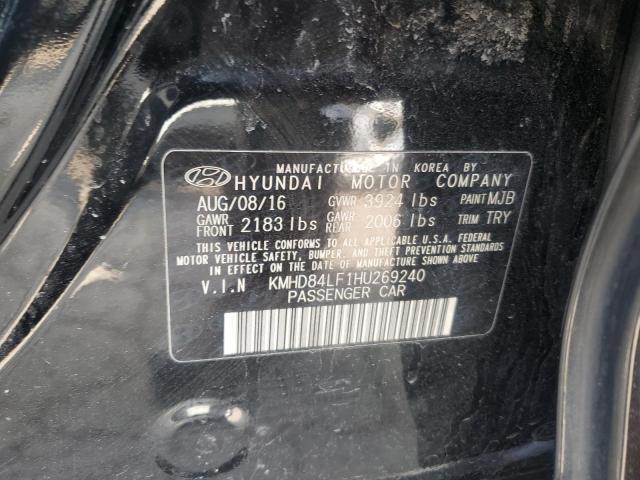 MANUFACTURED IN KOREA BY
HYUNDAI MOTOR COMPANY
AUG/08/16 GVWR 3924 lbs PAINT MJB
GAWR FRONT 2183 lbs GAWR REAR 2006 lbs TRIM TRY
THIS VEHICLE CONFORMS TO ALL APPLICABLE U.S.A. FEDERAL
MOTOR VEHICLE SAFETY, BUMPER, AND THEFT PREVENTION STANDARDS
IN EFFECT ON THE DATE OF MANUFACTURE SHOWN ABOVE.
V.I.N KMHD84LF1HU269240
PASSENGER CAR